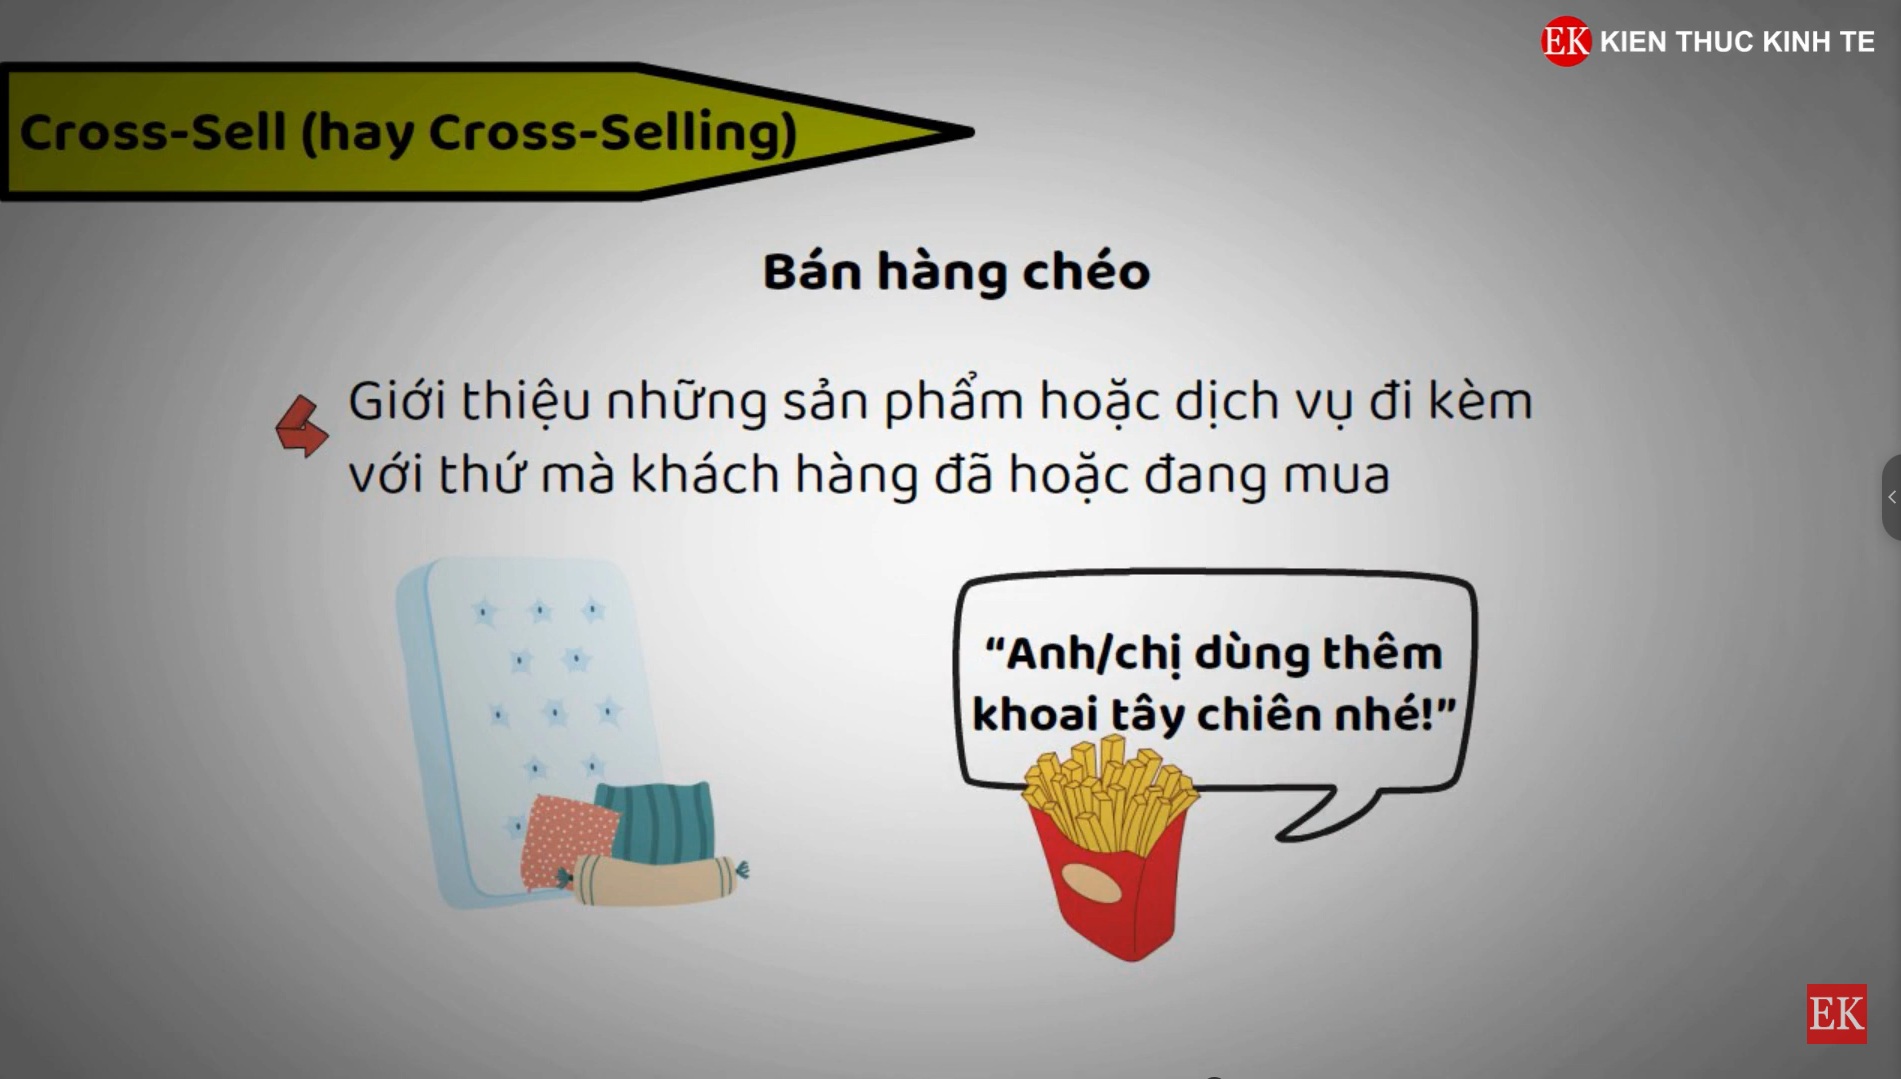 EK KIEN THUC KINH TE
Cross-Sell (hay Cross-Selling)
Bán hàng chéo
Giới thiệu những sản phẩm hoặc dịch vụ đi kèm
với thứ mà khách hàng đã hoặc đang mua
“Anh/chị dùng thêm
khoai tây chiên nhé!”
EK